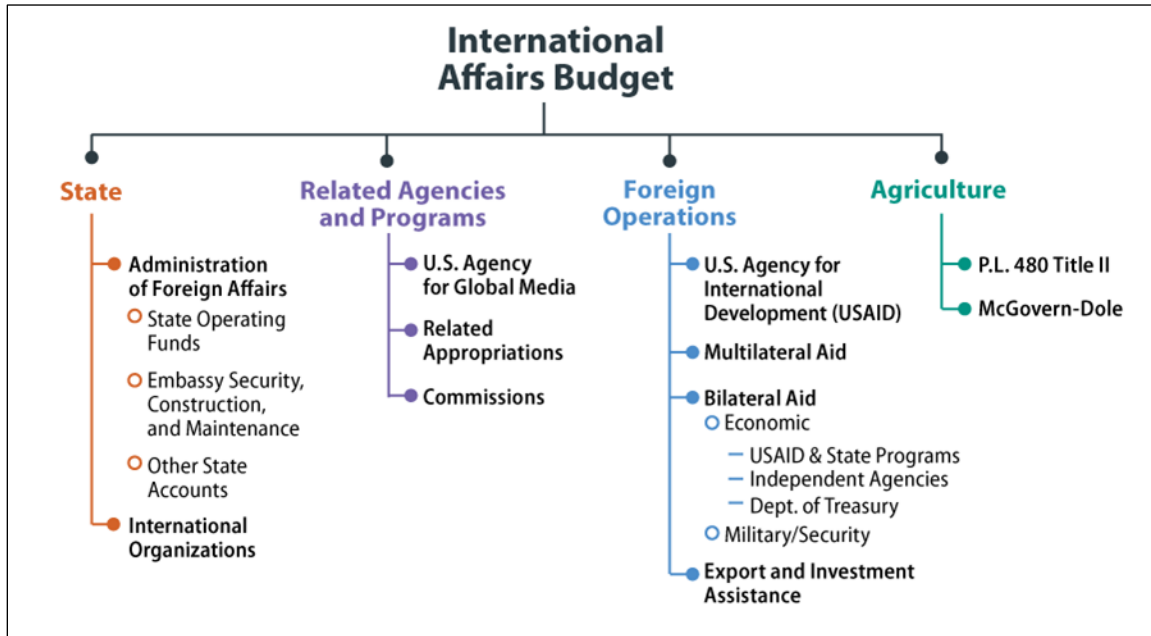 International
Affairs Budget
State
Administration
of Foreign Affairs
State Operating
Funds
Embassy Security,
Construction,
and Maintenance
Other State
Accounts
International
Organizations
Related Agencies
and Programs
U.S. Agency
for Global Media
Related
Appropriations
Commissions
Foreign
Operations
U.S. Agency for
International
Development (USAID)
Multilateral Aid
Bilateral Aid
Economic
USAID & State Programs
Independent Agencies
Dept. of Treasury
Military/Security
Export and Investment
Assistance
Agriculture
P.L. 480 Title II
McGovern-Dole